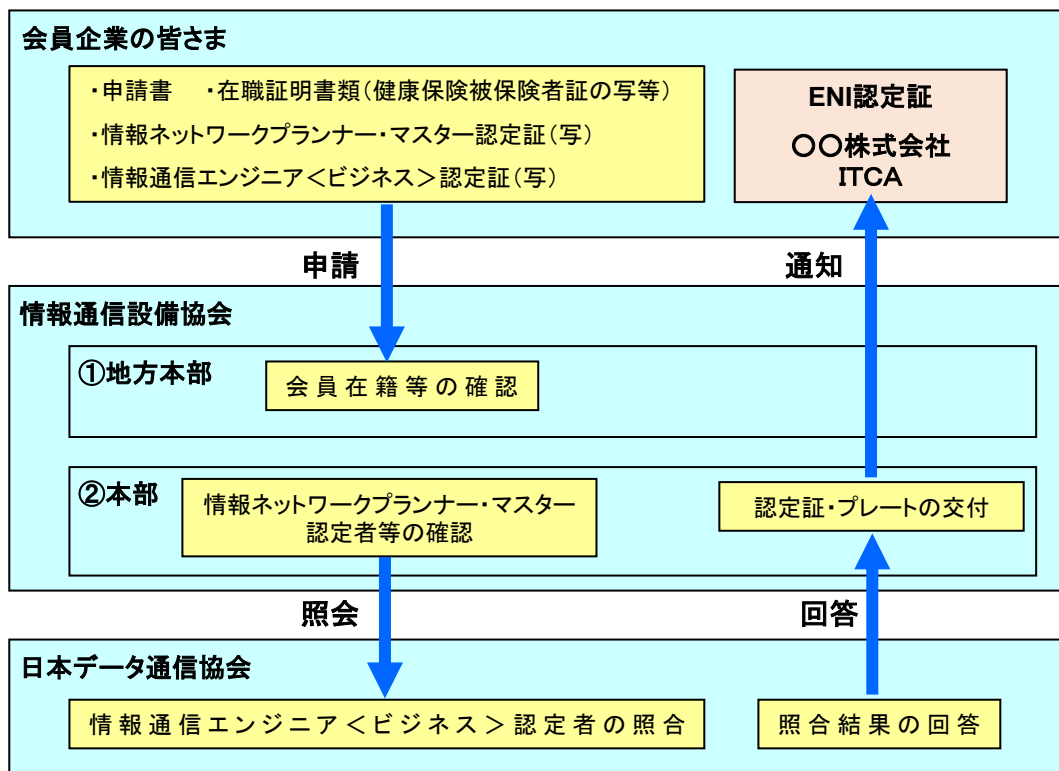 会員企業の皆さま
・申請書　・在職証明書類（健康保険被保険者証の写等）
・情報ネットワークプランナー・マスター認定証（写）
・情報通信エンジニア＜ビジネス＞認定証（写）
ENI認定証
〇〇株式会社
ITCA
申請
通知
情報通信設備協会
①地方本部
会員在籍等の確認
②本部
情報ネットワークプランナー・マスター
認定者等の確認
認定証・プレートの交付
照会
回答
日本データ通信協会
情報通信エンジニア＜ビジネス＞認定者の照合
照合結果の回答